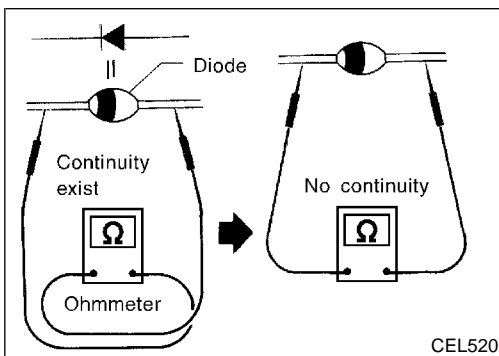 Diode
Continuity
exist
No continuity
Ω
Ω
Ohmmeter
CEL520